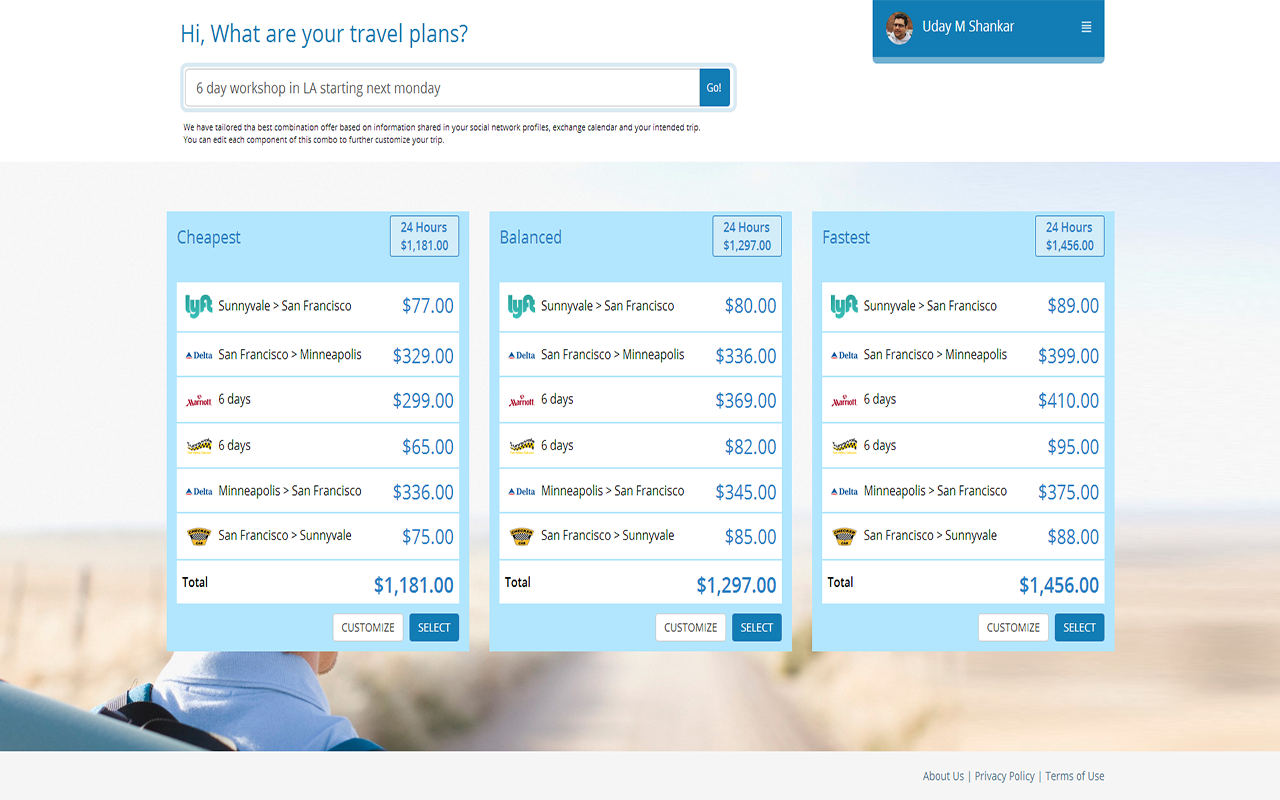 Hi, What are your travel plans?
Uday M Shankar
6 day workshop in LA starting next monday
Go!
We have tailored tha best combination offer based on information shared in your social network profiles, exchange calendar and your intended trip.
You can edit each component of this combo to further customize your trip.
Cheapest
24 Hours
$1,181.00
lyft Sunnyvale > San Francisco $77.00
Delta San Francisco > Minneapolis $329.00
Marriott 6 days $299.00
6 days $65.00
Delta Minneapolis > San Francisco $336.00
CHECKER CAB San Francisco > Sunnyvale $75.00
Total $1,181.00
CUSTOMIZE SELECT
Balanced
24 Hours
$1,297.00
lyft Sunnyvale > San Francisco $80.00
Delta San Francisco > Minneapolis $336.00
Marriott 6 days $369.00
6 days $82.00
Delta Minneapolis > San Francisco $345.00
CHECKER CAB San Francisco > Sunnyvale $85.00
Total $1,297.00
CUSTOMIZE SELECT
Fastest
24 Hours
$1,456.00
lyft Sunnyvale > San Francisco $89.00
Delta San Francisco > Minneapolis $399.00
Marriott 6 days $410.00
6 days $95.00
Delta Minneapolis > San Francisco $375.00
CHECKER CAB San Francisco > Sunnyvale $88.00
Total $1,456.00
CUSTOMIZE SELECT
About Us | Privacy Policy | Terms of Use